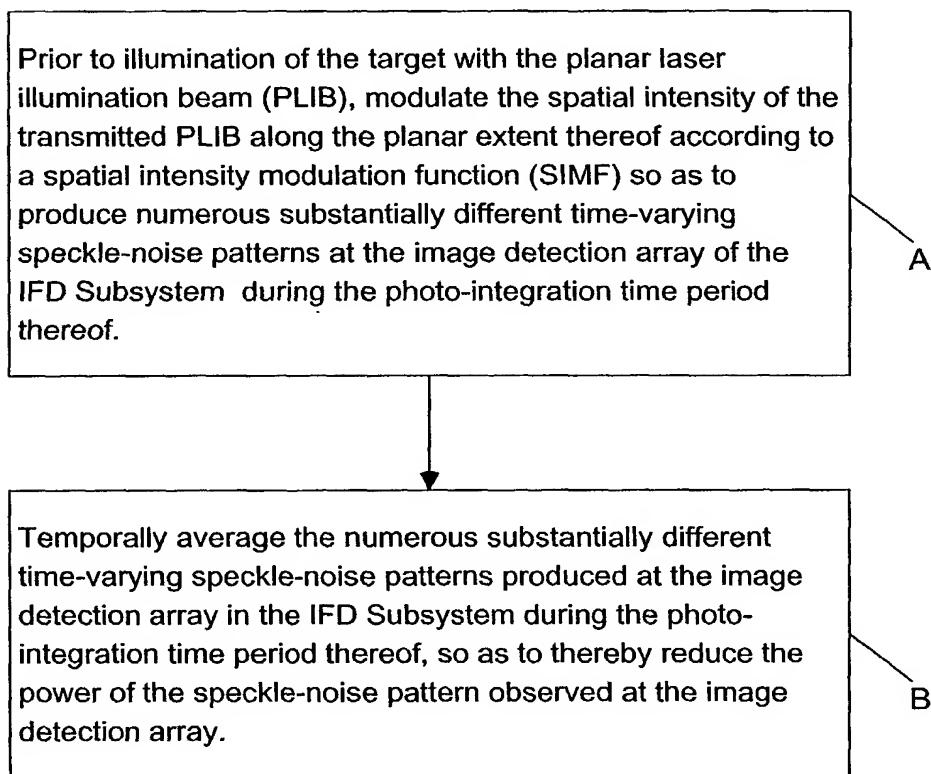 Prior to illumination of the target with the planar laser
illumination beam (PLIB), modulate the spatial intensity of the
transmitted PLIB along the planar extent thereof according to
a spatial intensity modulation function (SIMF) so as to
produce numerous substantially different time-varying
speckle-noise patterns at the image detection array of the
IFD Subsystem during the photo-integration time period
thereof.
A
Temporally average the numerous substantially different
time-varying speckle-noise patterns produced at the image
detection array in the IFD Subsystem during the photo-
integration time period thereof, so as to thereby reduce the
power of the speckle-noise pattern observed at the image
detection array.
B